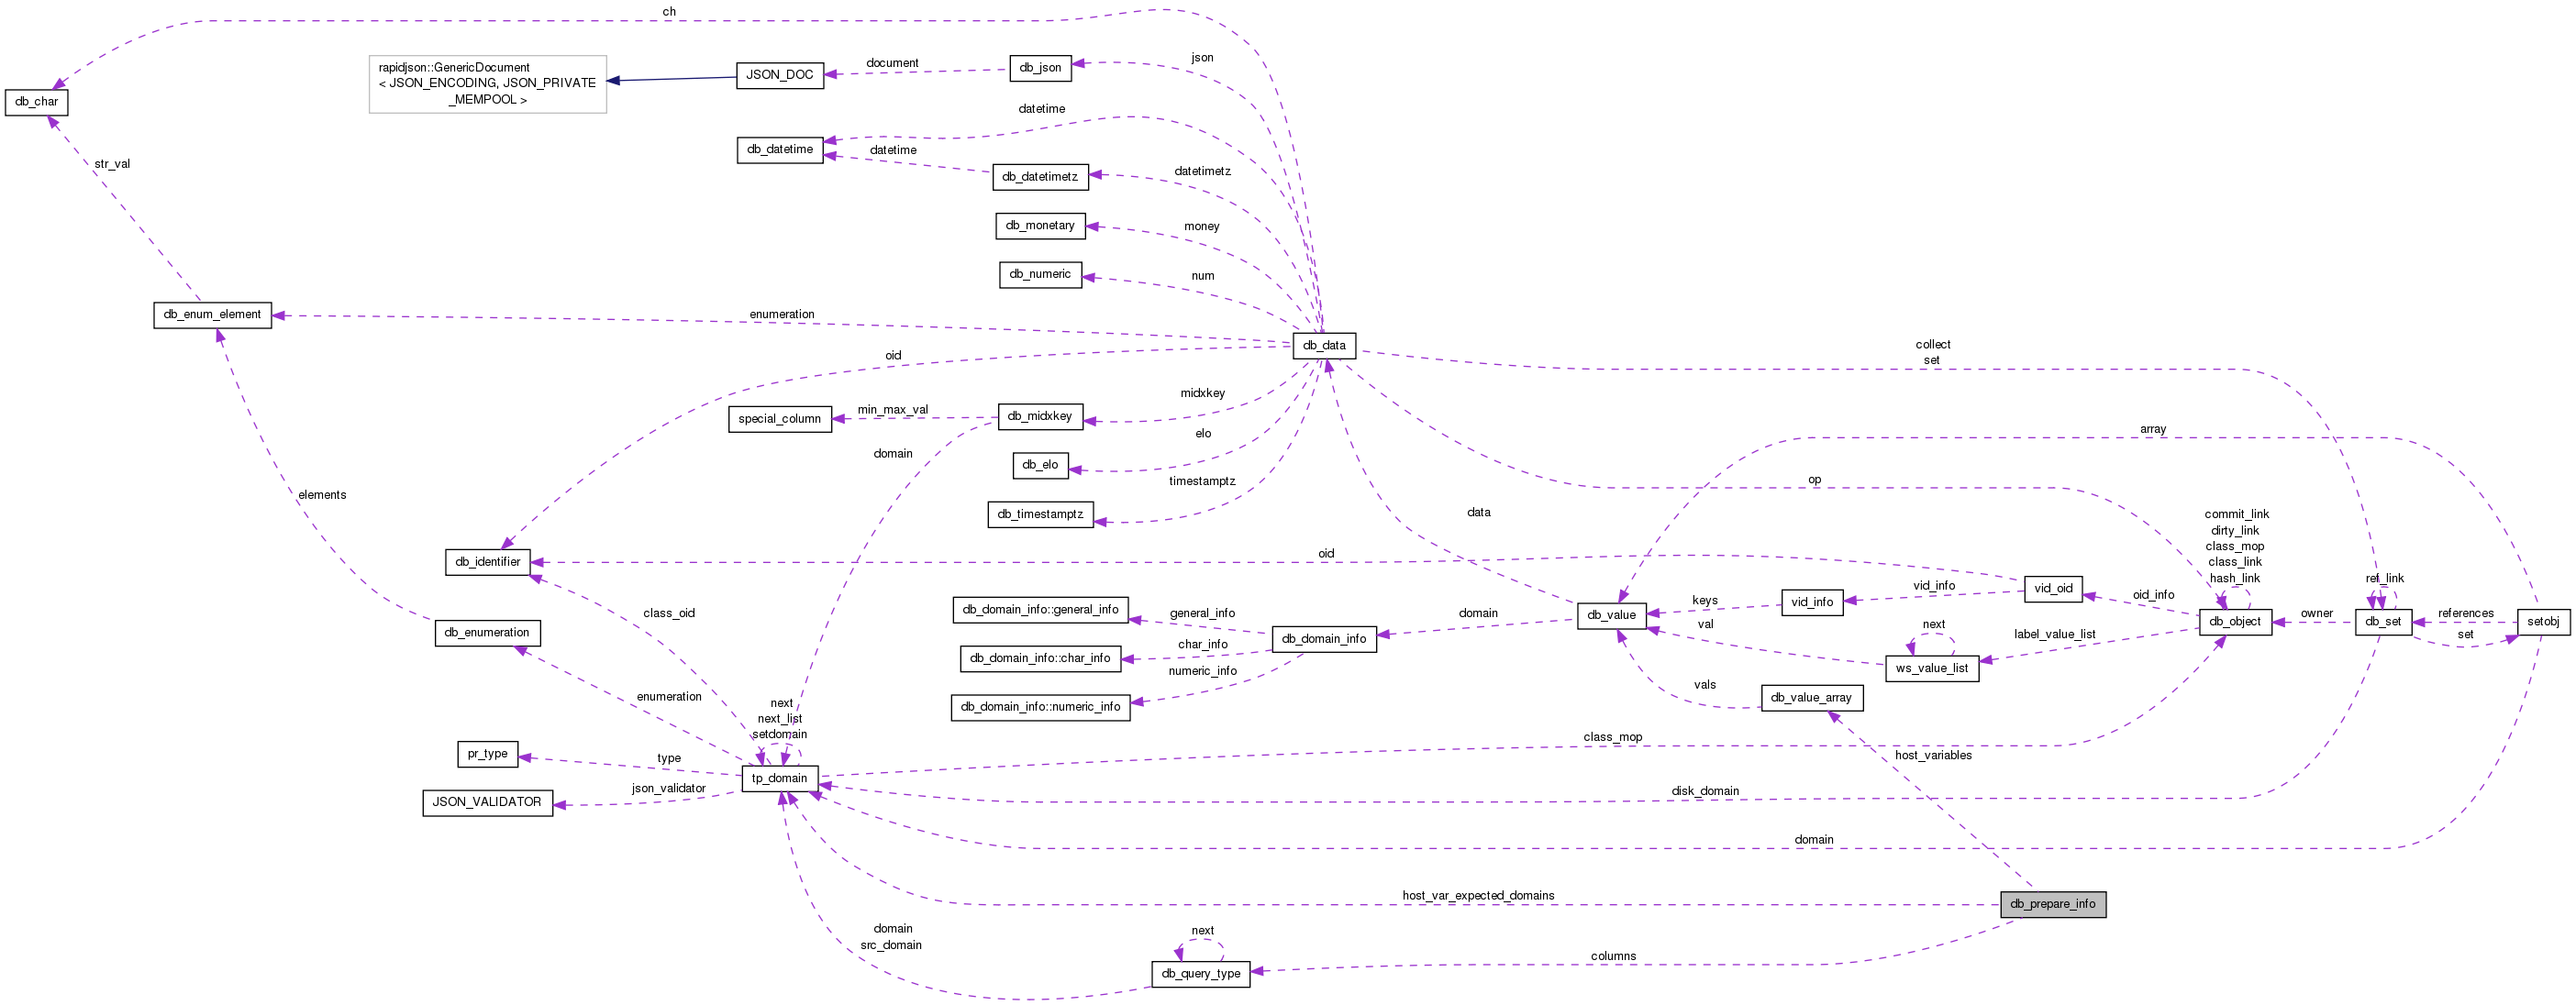 ch
json
document
rapidjson::GenericDocument
< JSON_ENCODING, JSON_PRIVATE
_MEMPOOL >
JSON_DOC
db_json
db_char
datetime
db_datetime
datetime
db_datetimetz
datetimetz
str_val
db_monetary
money
db_numeric
num
db_enum_element
enumeration
db_data
oid
collect
set
midxkey
special_column
min_max_val
db_midxkey
elo
array
domain
db_elo
timestamptz
op
elements
db_timestamptz
data
commit_link
dirty_link
class_mop
class_link
hash_link
db_identifier
oid
ref_link
vid_info
vid_oid
oid_info
class_oid
db_domain_info::general_info
general_info
domain
keys
vid_info
db_value
val
next
owner
references
db_object
db_set
setobj
set
label_value_list
db_enumeration
db_domain_info
char_info
db_domain_info::char_info
numeric_info
ws_value_list
enumeration
next
next_list
setdomain
db_domain_info::numeric_info
vals
db_value_array
class_mop
host_variables
pr_type
type
tp_domain
json_validator
JSON_VALIDATOR
disk_domain
domain
host_var_expected_domains
db_prepare_info
domain
src_domain
next
columns
db_query_type